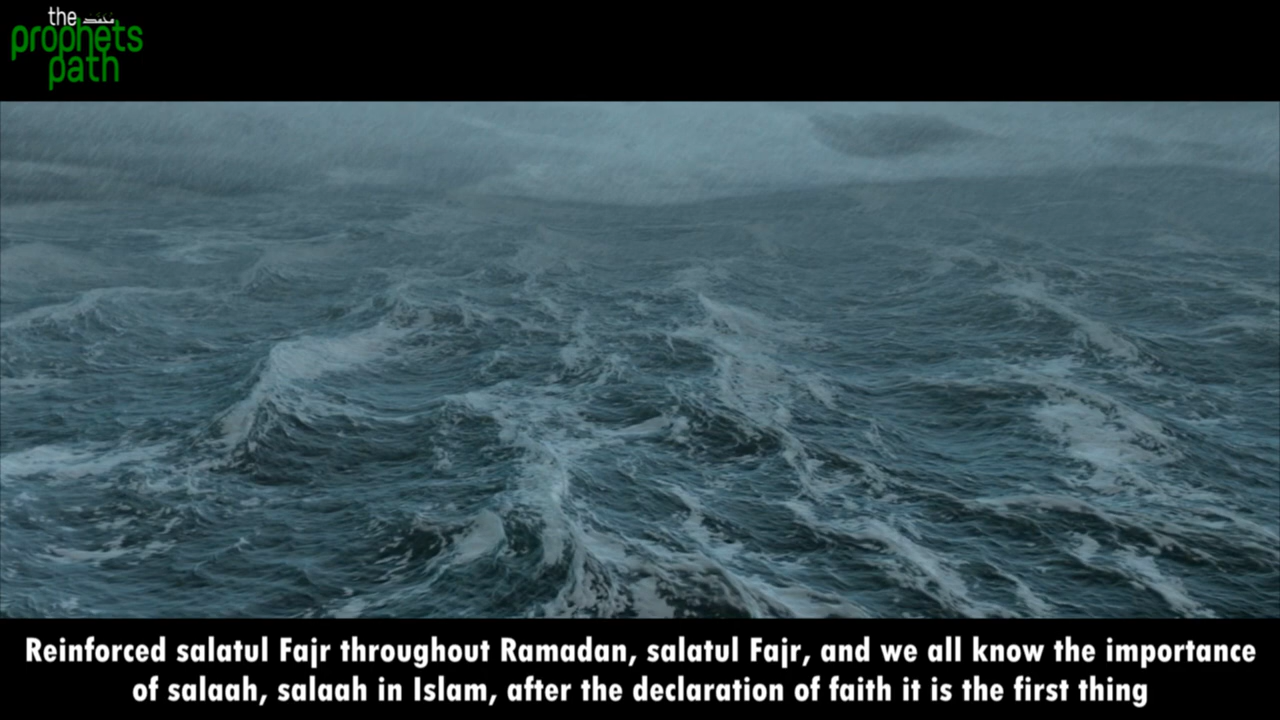 the
prophets
path
Reinforced salatul Fajr throughout Ramadan, salatul Fajr, and we all know the importance
of salaah, salaah in Islam, after the declaration of faith it is the first thing